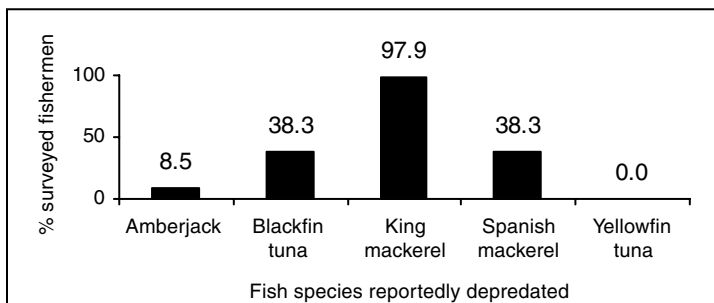 % surveyed fishermen
100
50
0
8.5
38.3
97.9
38.3
0.0
Amberjack
Blackfin
tuna
King
mackerel
Spanish
mackerel
Yellowfin
tuna
Fish species reportedly depredated